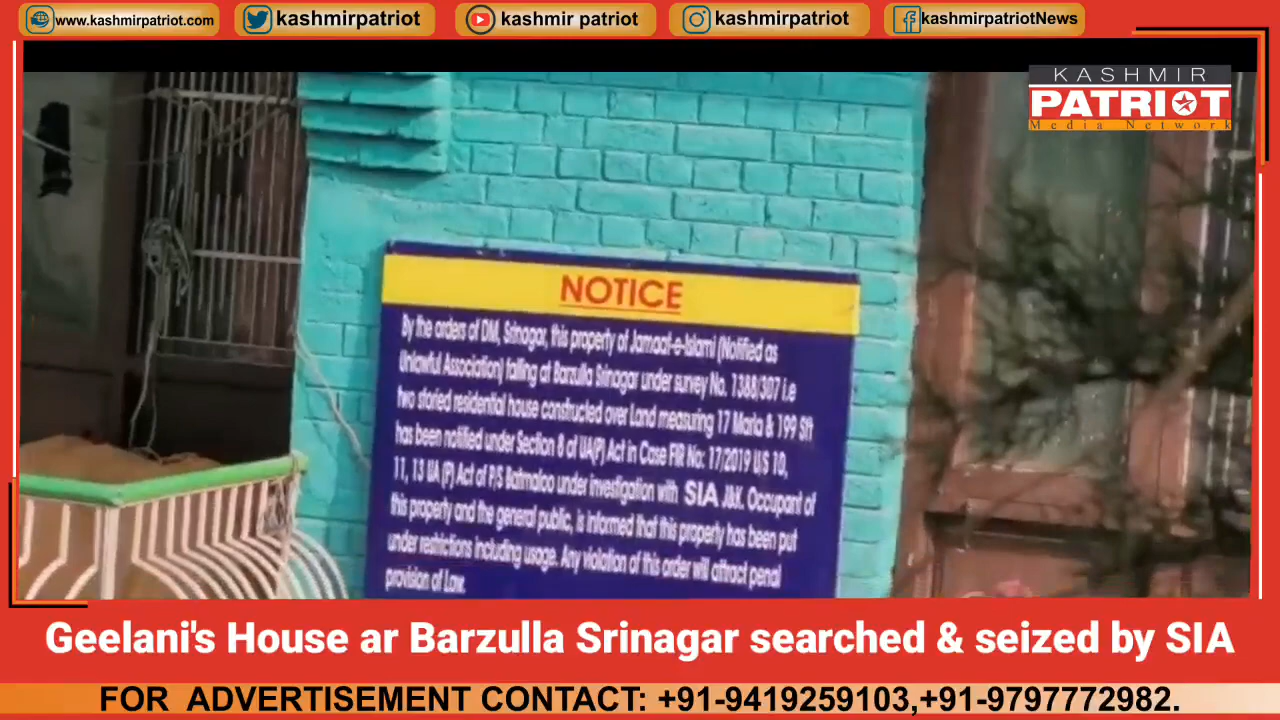 www.kashmirpatriot.com
kashmirpatriot
www.kashmir patriot
kashmirpatriot
kashmirpatriotNews
KASHMIR
PATRIOT
Media Network
NOTICE
By the orders of DM, Srinagar, this property of Jamaat-e-Islami (Notified as
Unlawful Association) falling at Barzulla Srinagar under survey No. 1388/307 i.e
two storied residential house constructed over Land measuring 17 Marla & 199 Sft
has been notified under Section 8 of UA(P) Act in Case FIR No: 17/2019 U/S 10,
11, 13 UA (P) Act of P/S Batmaloo under investigation with SIA J&K. Occupant of
this property and the general public, is informed that this property has been put
under restrictions including usage. Any violation of this order will attract penal
provision of Law.
Geelani's House ar Barzulla Srinagar searched & seized by SIA
FOR ADVERTISEMENT CONTACT: +91-9419259103,+91-9797772982.